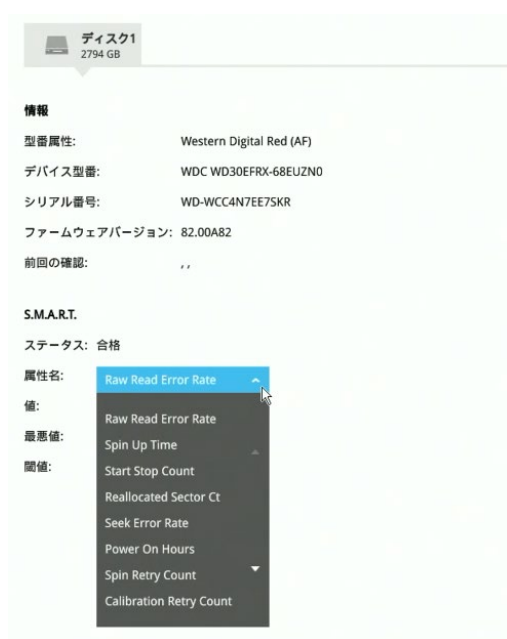 ディスク1
2794 GB
情報
型番属性: Western Digital Red (AF)
デバイス型番: WDC WD30EFRX-68EUZN0
シリアル番号: WD-WCC4N7EE7SKR
ファームウェアバージョン: 82.00A82
前回の確認: , ,
S.M.A.R.T.
ステータス: 合格
属性名: Raw Read Error Rate
値:
Raw Read Error Rate
最悪値:
Spin Up Time
閾値:
Start Stop Count
Reallocated Sector Ct
Seek Error Rate
Power On Hours
Spin Retry Count
Calibration Retry Count